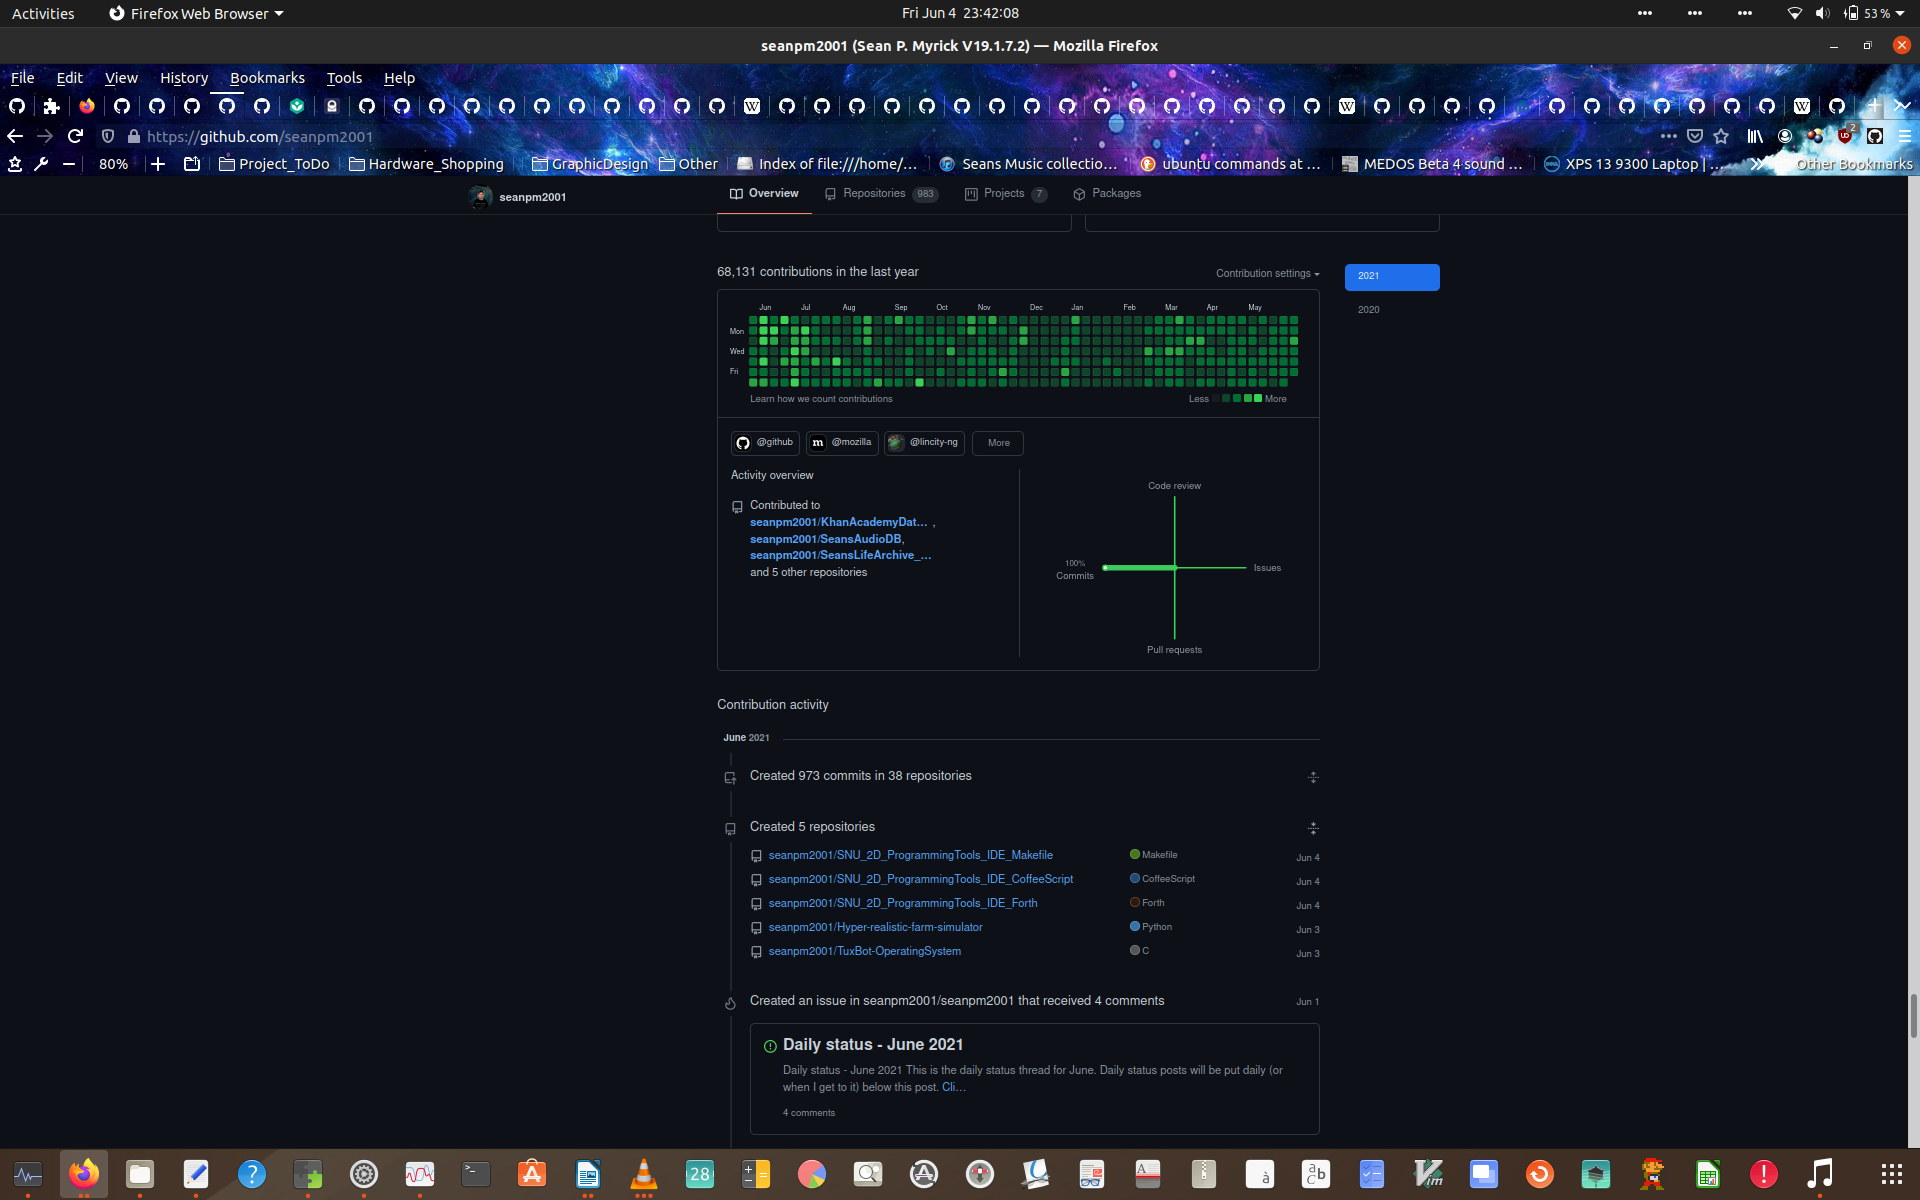 Activities
Firefox Web Browser
Fri Jun 4 23:42:08
53 %
seanpm2001 (Sean P. Myrick V19.1.7.2) — Mozilla Firefox
File Edit View History Bookmarks Tools Help
https://github.com/seanpm2001
80%
Project_ToDo
Hardware_Shopping
GraphicDesign
Other
Index of file:///home/…
Seans Music collectio…
ubuntu commands at …
MEDOS Beta 4 sound …
XPS 13 9300 Laptop | …
Other Bookmarks
seanpm2001
Overview
Repositories 983
Projects 7
Packages
68,131 contributions in the last year
Contribution settings
2021
2020
Jun Jul Aug Sep Oct Nov Dec Jan Feb Mar Apr May
Mon
Wed
Fri
Learn how we count contributions
Less
More
@github
@mozilla
@lincity-ng
More
Activity overview
Contributed to
seanpm2001/KhanAcademyDat… ,
seanpm2001/SeansAudioDB,
seanpm2001/SeansLifeArchive_…
and 5 other repositories
Code review
100%
Commits
Issues
Pull requests
Contribution activity
June 2021
Created 973 commits in 38 repositories
Created 5 repositories
seanpm2001/SNU_2D_ProgrammingTools_IDE_Makefile Makefile Jun 4
seanpm2001/SNU_2D_ProgrammingTools_IDE_CoffeeScript CoffeeScript Jun 4
seanpm2001/SNU_2D_ProgrammingTools_IDE_Forth Forth Jun 4
seanpm2001/Hyper-realistic-farm-simulator Python Jun 3
seanpm2001/TuxBot-OperatingSystem C Jun 3
Created an issue in seanpm2001/seanpm2001 that received 4 comments Jun 1
Daily status - June 2021
Daily status - June 2021 This is the daily status thread for June. Daily status posts will be put daily (or
when I get to it) below this post. Cli…
4 comments
28